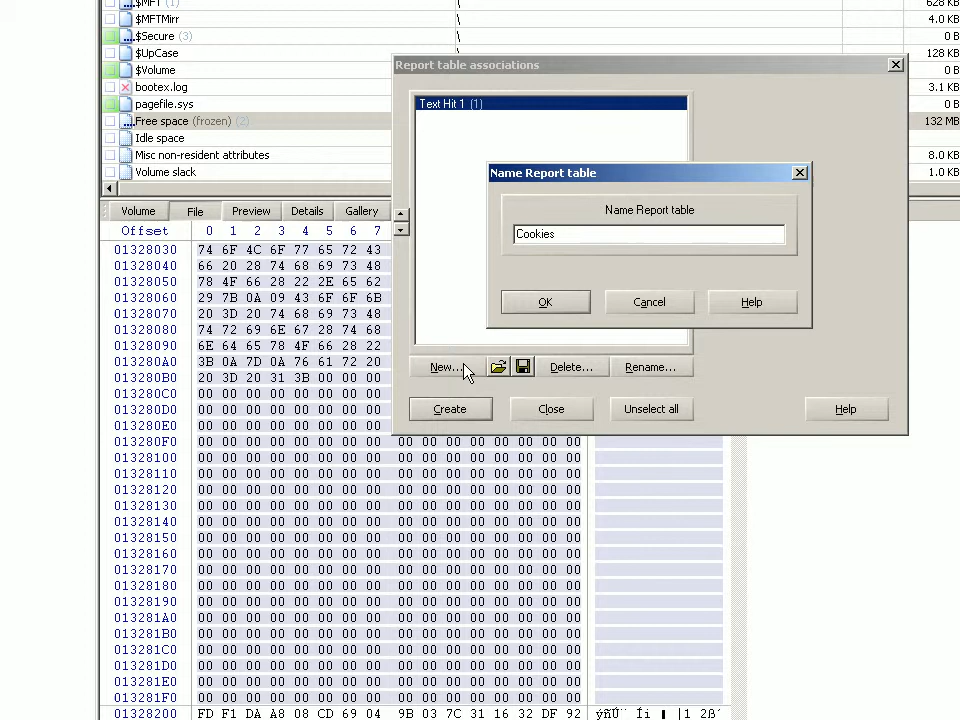 $MFT (1) \ 628 KB
$MFTMirr \ 4.0 KB
$Secure (3) \ 0 B
$UpCase 128 KB
$Volume 0 B
bootex.log 3.1 KB
pagefile.sys 0 B
Free space (frozen) (2) 132 MB
Idle space
Misc non-resident attributes 8.0 KB
Volume slack 1.0 KB
Report table associations
Text Hit 1 (1)
Name Report table
Name Report table
Cookies
OK Cancel Help
New... Delete... Rename...
Create Close Unselect all Help
Volume File Preview Details Gallery
Offset 0 1 2 3 4 5 6 7
01328030 74 6F 4C 6F 77 65 72 43
01328040 66 20 28 74 68 69 73 48
01328050 78 4F 66 28 22 2E 65 62
01328060 29 7B 0A 09 43 6F 6F 6B
01328070 20 3D 20 74 68 69 73 48
01328080 74 72 69 6E 67 28 74 68
01328090 6E 64 65 78 4F 66 28 22
013280A0 3B 0A 7D 0A 76 61 72 20
013280B0 20 3D 20 31 3B 00 00 00
013280C0 00 00 00 00 00 00 00 00
013280D0 00 00 00 00 00 00 00 00
013280E0 00 00 00 00 00 00 00 00
013280F0 00 00 00 00 00 00 00 00 00 00 00 00 00 00 00 00
01328100 00 00 00 00 00 00 00 00 00 00 00 00 00 00 00 00
01328110 00 00 00 00 00 00 00 00 00 00 00 00 00 00 00 00
01328120 00 00 00 00 00 00 00 00 00 00 00 00 00 00 00 00
01328130 00 00 00 00 00 00 00 00 00 00 00 00 00 00 00 00
01328140 00 00 00 00 00 00 00 00 00 00 00 00 00 00 00 00
01328150 00 00 00 00 00 00 00 00 00 00 00 00 00 00 00 00
01328160 00 00 00 00 00 00 00 00 00 00 00 00 00 00 00 00
01328170 00 00 00 00 00 00 00 00 00 00 00 00 00 00 00 00
01328180 00 00 00 00 00 00 00 00 00 00 00 00 00 00 00 00
01328190 00 00 00 00 00 00 00 00 00 00 00 00 00 00 00 00
013281A0 00 00 00 00 00 00 00 00 00 00 00 00 00 00 00 00
013281B0 00 00 00 00 00 00 00 00 00 00 00 00 00 00 00 00
013281C0 00 00 00 00 00 00 00 00 00 00 00 00 00 00 00 00
013281D0 00 00 00 00 00 00 00 00 00 00 00 00 00 00 00 00
013281E0 00 00 00 00 00 00 00 00 00 00 00 00 00 00 00 00
013281F0 00 00 00 00 00 00 00 00 00 00 00 00 00 00 00 00
01328200 FD F1 DA A8 08 CD 69 04 9B 03 7C 31 16 32 DF 92 ýñÚ¨ Íi |1 2ß´